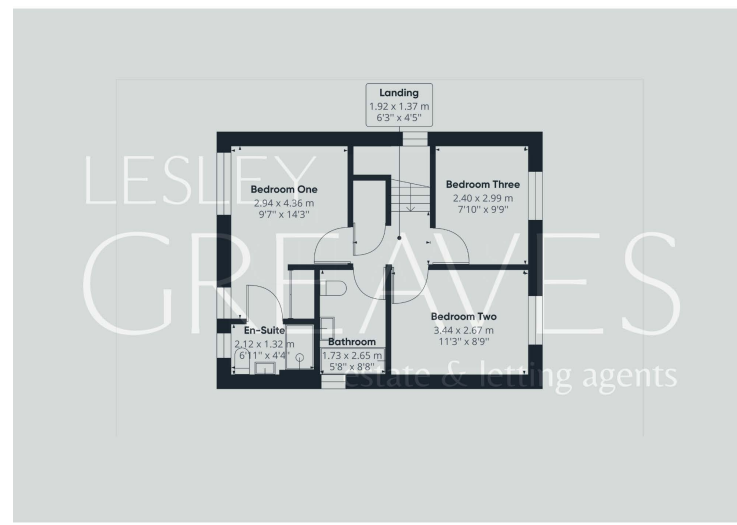 Landing
1.92 x 1.37 m
6'3" x 4'5"
LESLEY
GREAVES
estate & letting agents
Bedroom One
2.94 x 4.36 m
9'7" x 14'3"
Bedroom Three
2.40 x 2.99 m
7'10" x 9'9"
En-Suite
2.12 x 1.32 m
6'11" x 4'4"
Bathroom
1.73 x 2.65 m
5'8" x 8'8"
Bedroom Two
3.44 x 2.67 m
11'3" x 8'9"